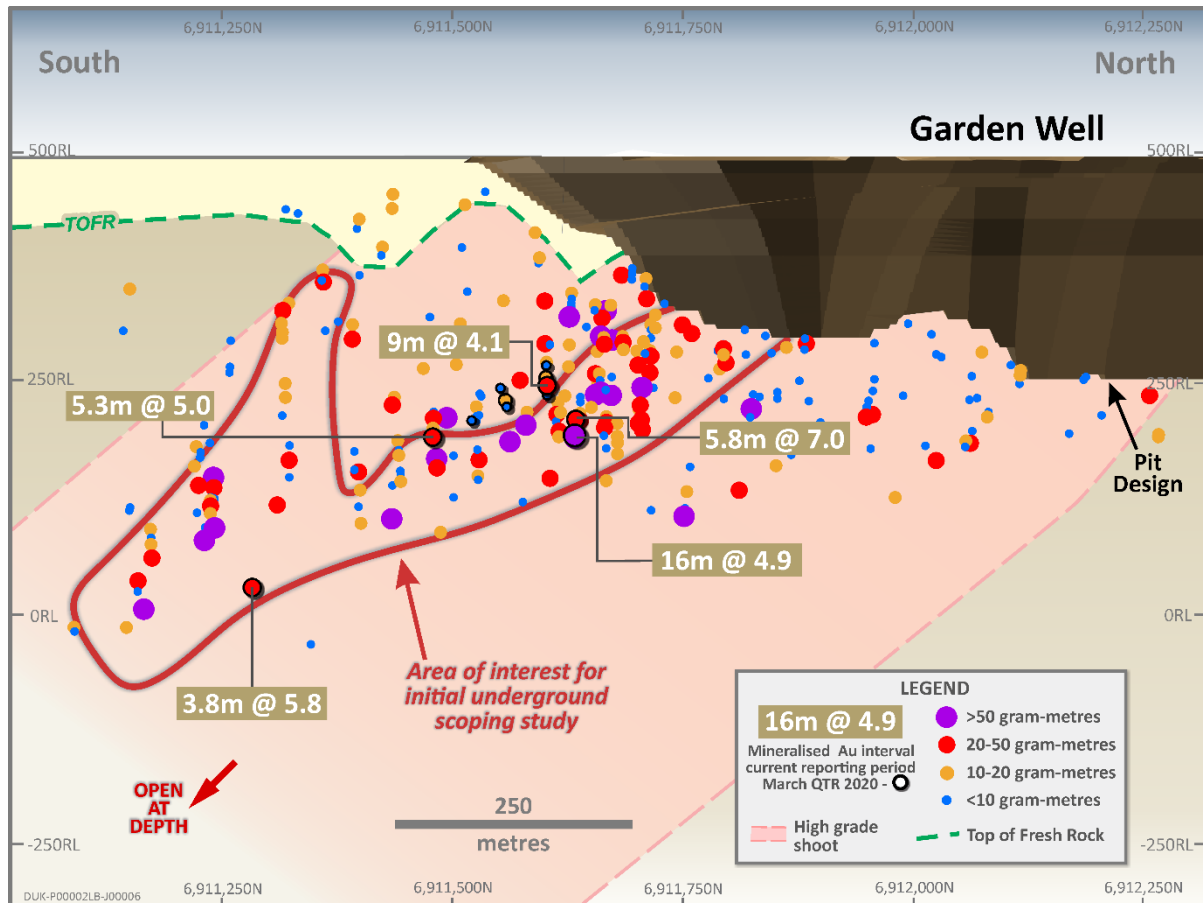 6,911,250N
6,911,500N
6,911,750N
6,912,000N
6,912,250N
South
North
Garden Well
500RL
500RL
TOFR
9m @ 4.1
250RL
250RL
5.3m @ 5.0
5.8m @ 7.0
Pit
Design
16m @ 4.9
0RL
0RL
3.8m @ 5.8
Area of interest for
initial underground
scoping study
OPEN
AT
DEPTH
250
metres
LEGEND
16m @ 4.9
Mineralised Au interval
current reporting period
March QTR 2020 -
>50 gram-metres
20-50 gram-metres
10-20 gram-metres
<10 gram-metres
High grade
shoot
Top of Fresh Rock
-250RL
-250RL
DUK-P00002LB-J00006
6,911,250N
6,911,500N
6,911,750N
6,912,000N
6,912,250N